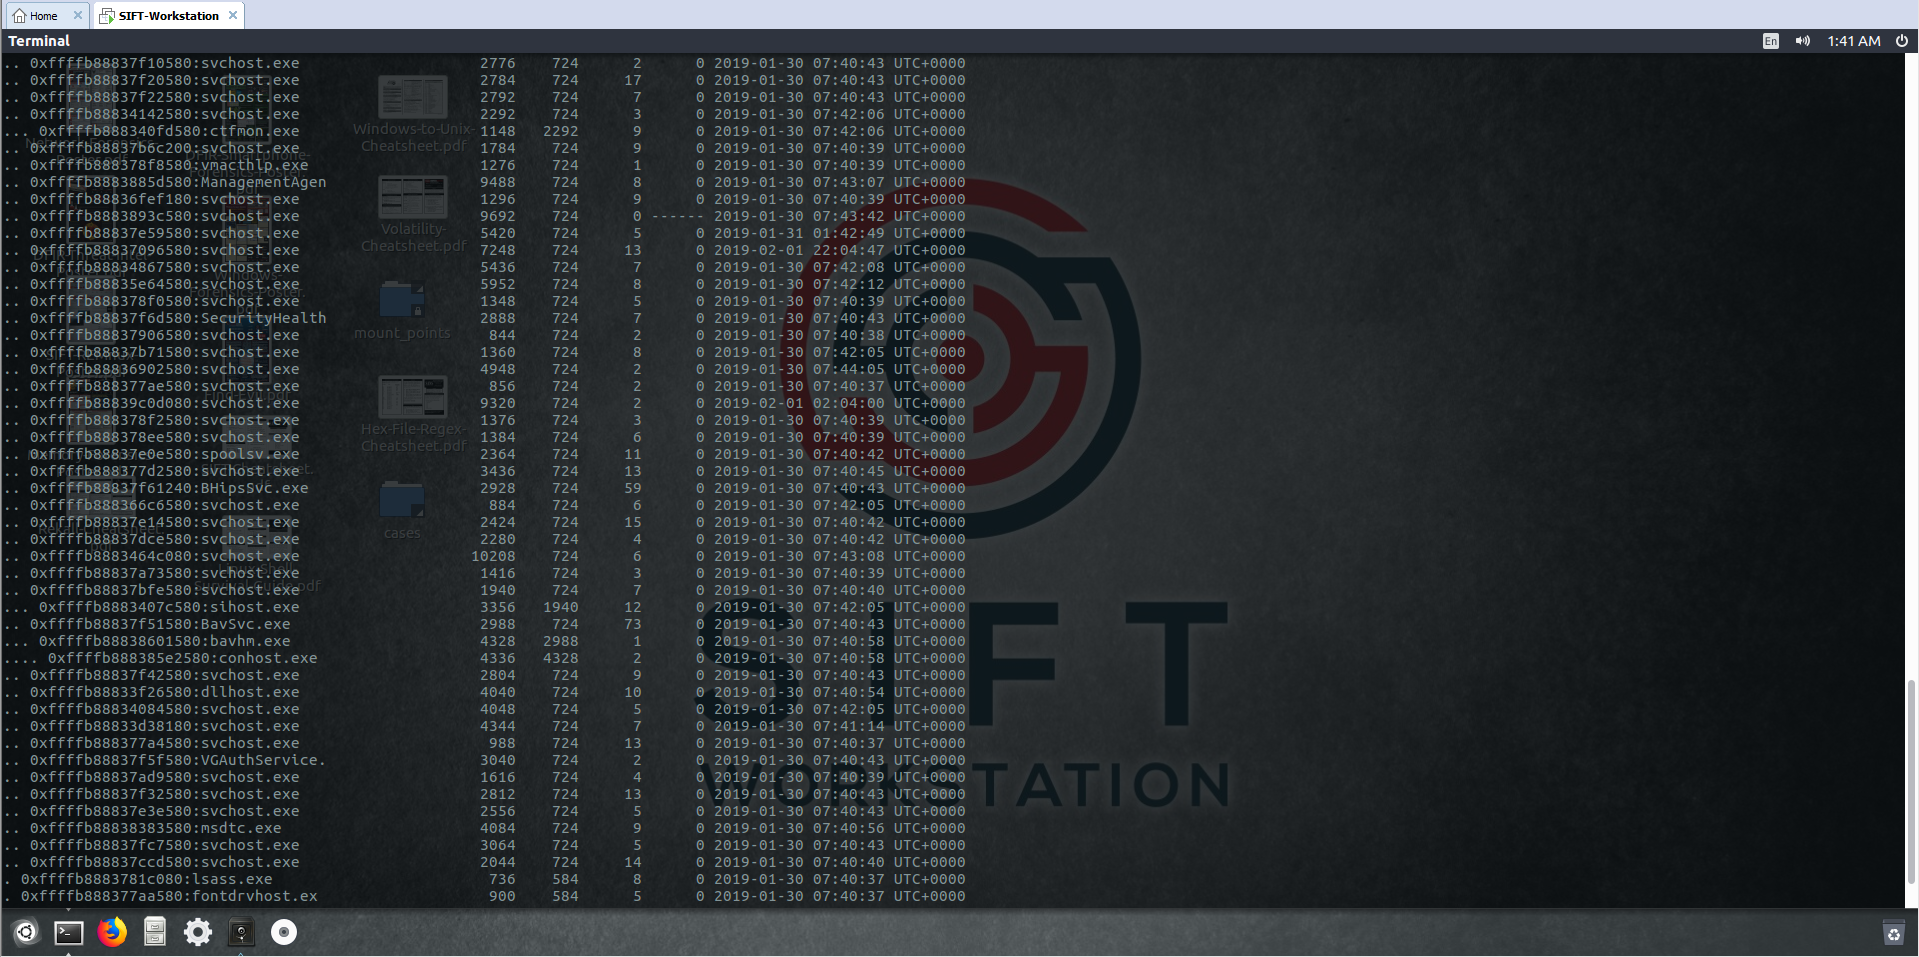 Home
SIFT-Workstation
Terminal
En
1:41 AM
.. 0xffffb88837f10580:svchost.exe 2776 724 2 0 2019-01-30 07:40:43 UTC+0000
.. 0xffffb88837f20580:svchost.exe 2784 724 17 0 2019-01-30 07:40:43 UTC+0000
.. 0xffffb88837f22580:svchost.exe 2792 724 7 0 2019-01-30 07:40:43 UTC+0000
.. 0xffffb88834142580:svchost.exe 2292 724 3 0 2019-01-30 07:42:06 UTC+0000
... 0xffffb888340fd580:ctfmon.exe 1148 2292 9 0 2019-01-30 07:42:06 UTC+0000
.. 0xffffb88837b6c200:svchost.exe 1784 724 9 0 2019-01-30 07:40:39 UTC+0000
.. 0xffffb888378f8580:vmacthlp.exe 1276 724 1 0 2019-01-30 07:40:39 UTC+0000
.. 0xffffb8883885d580:ManagementAgen 9488 724 8 0 2019-01-30 07:43:07 UTC+0000
.. 0xffffb88836fef180:svchost.exe 1296 724 9 0 2019-01-30 07:40:39 UTC+0000
.. 0xffffb8883893c580:svchost.exe 9692 724 0 ------ 2019-01-30 07:43:42 UTC+0000
.. 0xffffb88837e59580:svchost.exe 5420 724 5 0 2019-01-31 01:42:49 UTC+0000
.. 0xffffb88837096580:svchost.exe 7248 724 13 0 2019-02-01 22:04:47 UTC+0000
.. 0xffffb88834867580:svchost.exe 5436 724 7 0 2019-01-30 07:42:08 UTC+0000
.. 0xffffb88835e64580:svchost.exe 5952 724 8 0 2019-01-30 07:42:12 UTC+0000
.. 0xffffb888378f0580:svchost.exe 1348 724 5 0 2019-01-30 07:40:39 UTC+0000
.. 0xffffb88837f6d580:SecurityHealth 2888 724 7 0 2019-01-30 07:40:43 UTC+0000
.. 0xffffb88837906580:svchost.exe 844 724 2 0 2019-01-30 07:40:38 UTC+0000
.. 0xffffb88837b71580:svchost.exe 1360 724 8 0 2019-01-30 07:42:05 UTC+0000
.. 0xffffb88836902580:svchost.exe 4948 724 2 0 2019-01-30 07:44:05 UTC+0000
.. 0xffffb888377ae580:svchost.exe 856 724 2 0 2019-01-30 07:40:37 UTC+0000
.. 0xffffb88839c0d080:svchost.exe 9320 724 2 0 2019-02-01 02:04:00 UTC+0000
.. 0xffffb888378f2580:svchost.exe 1376 724 3 0 2019-01-30 07:40:39 UTC+0000
.. 0xffffb888378ee580:svchost.exe 1384 724 6 0 2019-01-30 07:40:39 UTC+0000
.. 0xffffb88837e0e580:spoolsv.exe 2364 724 11 0 2019-01-30 07:40:42 UTC+0000
.. 0xffffb888377d2580:svchost.exe 3436 724 13 0 2019-01-30 07:40:45 UTC+0000
.. 0xffffb88837f61240:BHipsSvc.exe 2928 724 59 0 2019-01-30 07:40:43 UTC+0000
.. 0xffffb888366c6580:svchost.exe 884 724 6 0 2019-01-30 07:42:05 UTC+0000
.. 0xffffb88837e14580:svchost.exe 2424 724 15 0 2019-01-30 07:40:42 UTC+0000
.. 0xffffb88837dce580:svchost.exe 2280 724 4 0 2019-01-30 07:40:42 UTC+0000
.. 0xffffb8883464c080:svchost.exe 10208 724 6 0 2019-01-30 07:43:08 UTC+0000
.. 0xffffb88837a73580:svchost.exe 1416 724 3 0 2019-01-30 07:40:39 UTC+0000
.. 0xffffb88837bfe580:svchost.exe 1940 724 7 0 2019-01-30 07:40:40 UTC+0000
... 0xffffb8883407c580:sihost.exe 3356 1940 12 0 2019-01-30 07:42:05 UTC+0000
.. 0xffffb88837f51580:BavSvc.exe 2988 724 73 0 2019-01-30 07:40:43 UTC+0000
... 0xffffb88838601580:bavhm.exe 4328 2988 1 0 2019-01-30 07:40:58 UTC+0000
.... 0xffffb888385e2580:conhost.exe 4336 4328 2 0 2019-01-30 07:40:58 UTC+0000
.. 0xffffb88837f42580:svchost.exe 2804 724 9 0 2019-01-30 07:40:43 UTC+0000
.. 0xffffb88833f26580:dllhost.exe 4040 724 10 0 2019-01-30 07:40:54 UTC+0000
.. 0xffffb88834084580:svchost.exe 4048 724 5 0 2019-01-30 07:42:05 UTC+0000
.. 0xffffb88833d38180:svchost.exe 4344 724 7 0 2019-01-30 07:41:14 UTC+0000
.. 0xffffb888377a4580:svchost.exe 988 724 13 0 2019-01-30 07:40:37 UTC+0000
.. 0xffffb88837f5f580:VGAuthService. 3040 724 2 0 2019-01-30 07:40:43 UTC+0000
.. 0xffffb88837ad9580:svchost.exe 1616 724 4 0 2019-01-30 07:40:39 UTC+0000
.. 0xffffb88837f32580:svchost.exe 2812 724 13 0 2019-01-30 07:40:43 UTC+0000
.. 0xffffb88837e3e580:svchost.exe 2556 724 5 0 2019-01-30 07:40:43 UTC+0000
.. 0xffffb88838383580:msdtc.exe 4084 724 9 0 2019-01-30 07:40:56 UTC+0000
.. 0xffffb88837fc7580:svchost.exe 3064 724 5 0 2019-01-30 07:40:43 UTC+0000
.. 0xffffb88837ccd580:svchost.exe 2044 724 14 0 2019-01-30 07:40:40 UTC+0000
. 0xffffb8883781c080:lsass.exe 736 584 8 0 2019-01-30 07:40:37 UTC+0000
. 0xffffb888377aa580:fontdrvhost.ex 900 584 5 0 2019-01-30 07:40:37 UTC+0000
Windows-to-Unix-
Cheatsheet.pdf
Volatility-
Cheatsheet.pdf
mount_points
Hex-File-Regex-
Cheatsheet.pdf
cases
SIFT
WORKSTATION